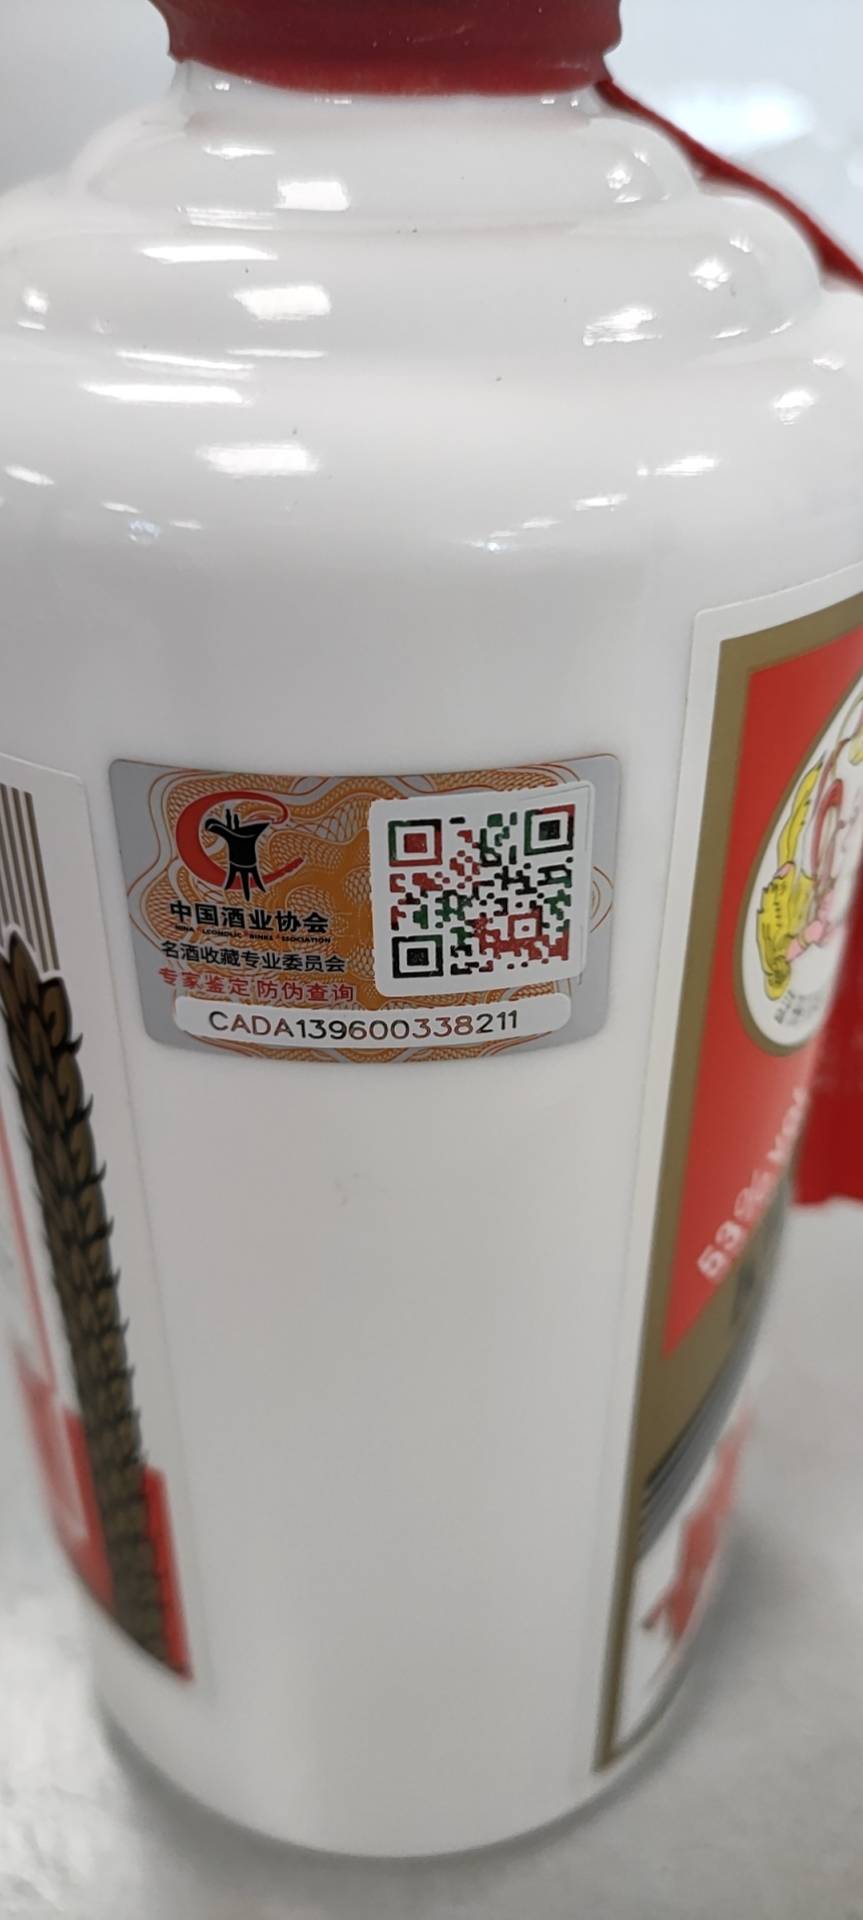 中国酒业协会
名酒收藏专业委员会
专家鉴定 防伪查询
CADA139600338211
53%